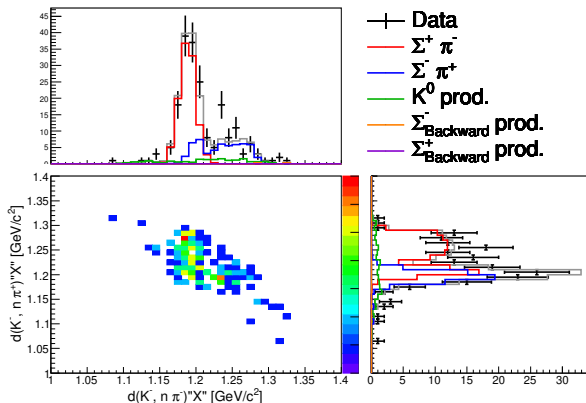 45
40
35
30
25
20
15
10
5
0
Data
Σ⁺ π⁻
Σ⁻ π⁺
K⁰ prod.
Σ⁻Backward prod.
Σ⁺Backward prod.
d(K⁻, n π⁺)"X" [GeV/c²]
1.4
1.35
1.3
1.25
1.2
1.15
1.1
1.05
1
1 1.05 1.1 1.15 1.2 1.25 1.3 1.35 1.4
d(K⁻, n π⁻)"X" [GeV/c²]
0 5 10 15 20 25 30